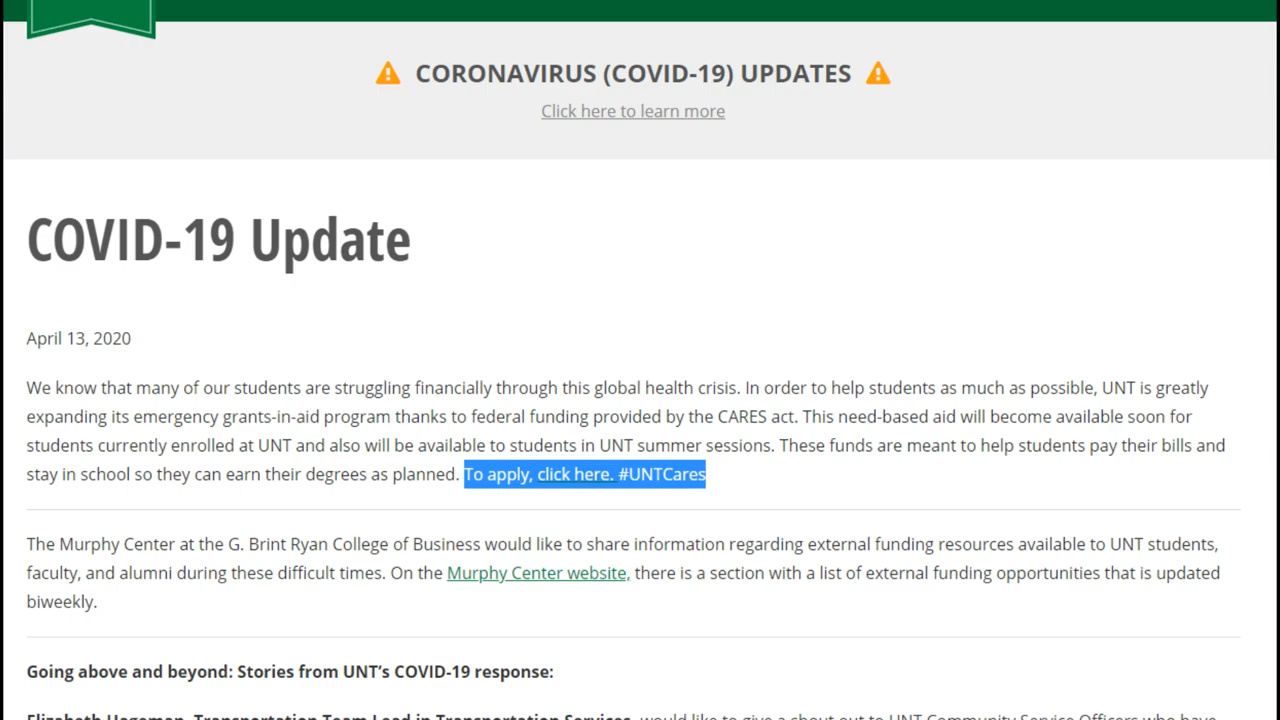 CORONAVIRUS (COVID-19) UPDATES
Click here to learn more
COVID-19 Update
April 13, 2020
We know that many of our students are struggling financially through this global health crisis. In order to help students as much as possible, UNT is greatly
expanding its emergency grants-in-aid program thanks to federal funding provided by the CARES act. This need-based aid will become available soon for
students currently enrolled at UNT and also will be available to students in UNT summer sessions. These funds are meant to help students pay their bills and
stay in school so they can earn their degrees as planned. To apply, click here. #UNTCares
The Murphy Center at the G. Brint Ryan College of Business would like to share information regarding external funding resources available to UNT students,
faculty, and alumni during these difficult times. On the Murphy Center website, there is a section with a list of external funding opportunities that is updated
biweekly.
Going above and beyond: Stories from UNT's COVID-19 response:
Elizabeth Hageman, Transportation Team Lead in Transportation Services, would like to give a shout out to UNT Community Service Officers who have